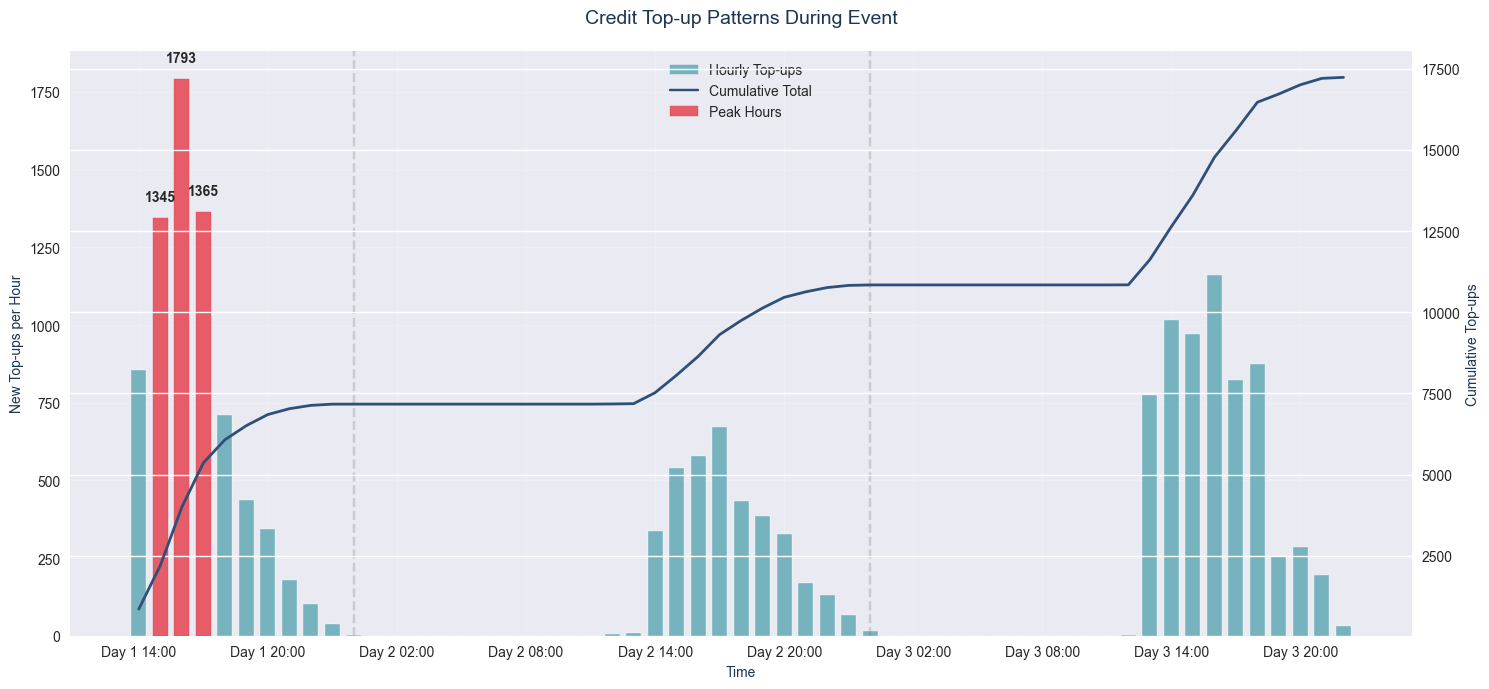 Credit Top-up Patterns During Event
1793
1345
1365
Hourly Top-ups
Cumulative Total
Peak Hours
New Top-ups per Hour
1750
1500
1250
1000
750
500
250
0
17500
15000
12500
10000
7500
5000
2500
Cumulative Top-ups
Day 1 14:00 Day 1 20:00 Day 2 02:00 Day 2 08:00 Day 2 14:00 Day 2 20:00 Day 3 02:00 Day 3 08:00 Day 3 14:00 Day 3 20:00
Time